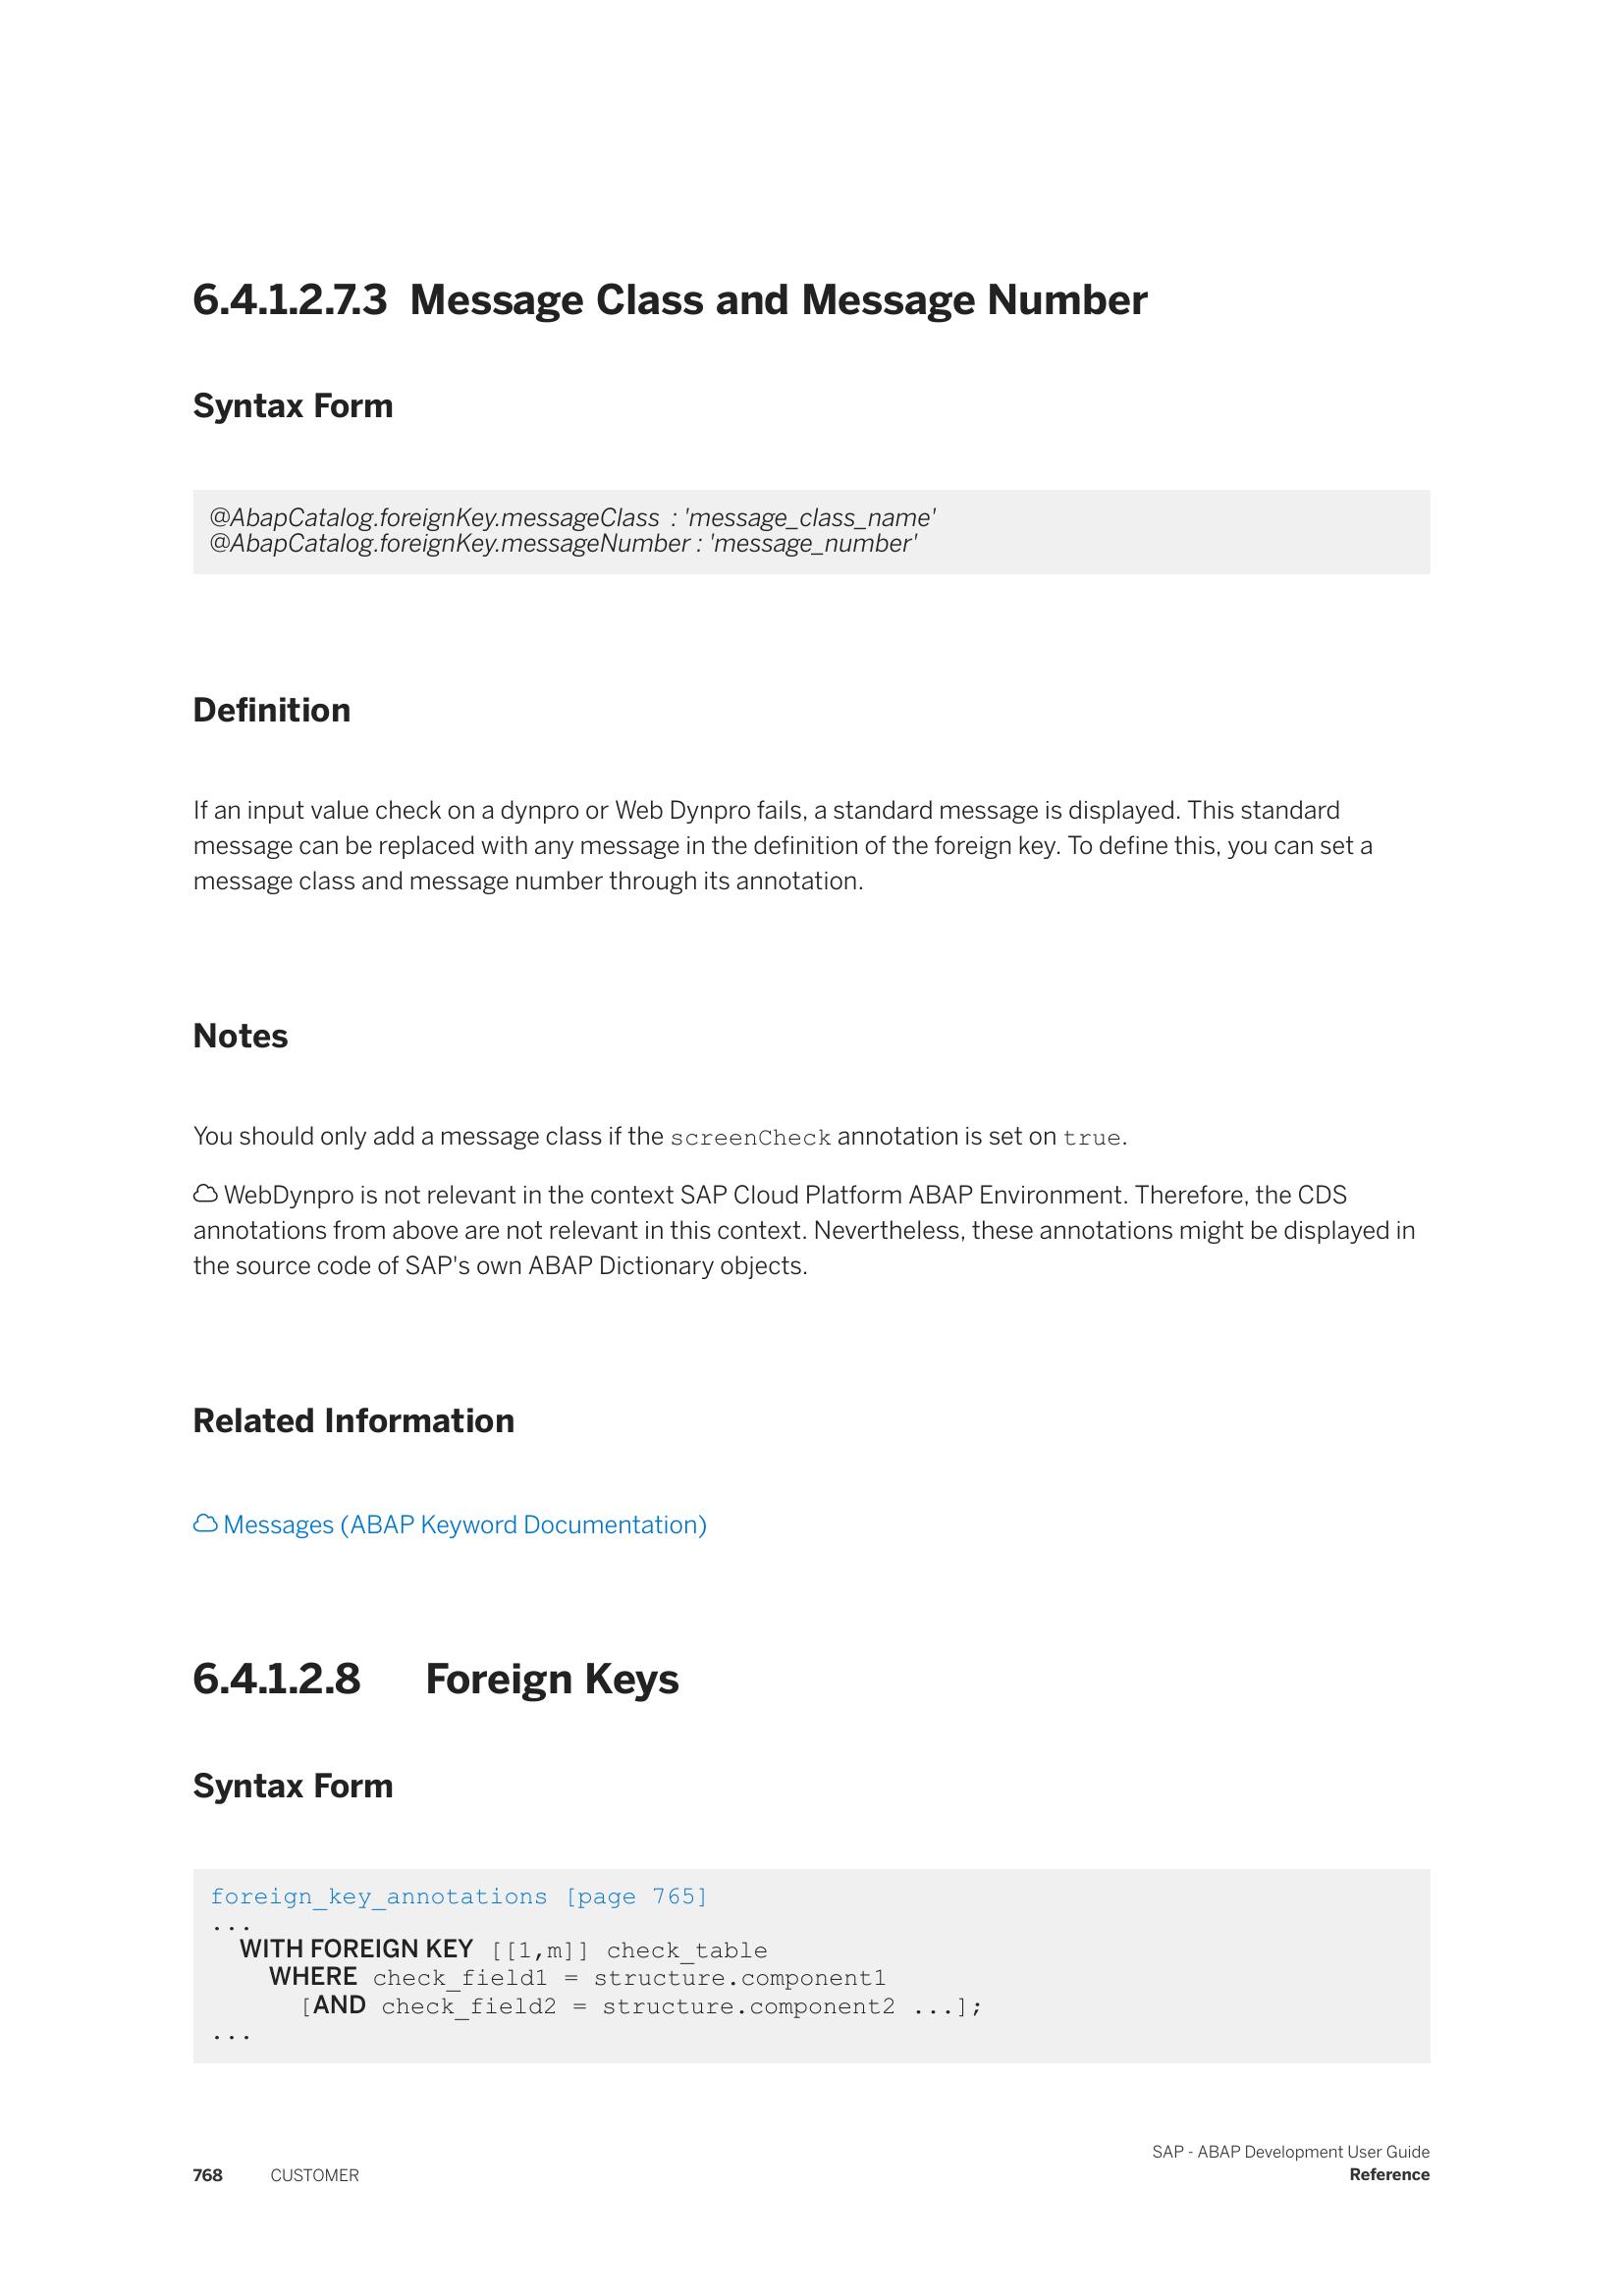 6.4.1.2.7.3 Message Class and Message Number
Syntax Form
@AbapCatalog.foreignKey.messageClass : 'message_class_name'
@AbapCatalog.foreignKey.messageNumber : 'message_number'
Definition
If an input value check on a dynpro or Web Dynpro fails, a standard message is displayed. This standard
message can be replaced with any message in the definition of the foreign key. To define this, you can set a
message class and message number through its annotation.
Notes
You should only add a message class if the screenCheck annotation is set on true.
WebDynpro is not relevant in the context SAP Cloud Platform ABAP Environment. Therefore, the CDS
annotations from above are not relevant in this context. Nevertheless, these annotations might be displayed in
the source code of SAP's own ABAP Dictionary objects.
Related Information
Messages (ABAP Keyword Documentation)
6.4.1.2.8 Foreign Keys
Syntax Form
foreign_key_annotations [page 765]
...
WITH FOREIGN KEY [[1,m]] check_table
WHERE check_field1 = structure.component1
[AND check_field2 = structure.component2 ...];
...
SAP - ABAP Development User Guide
768 CUSTOMER Reference